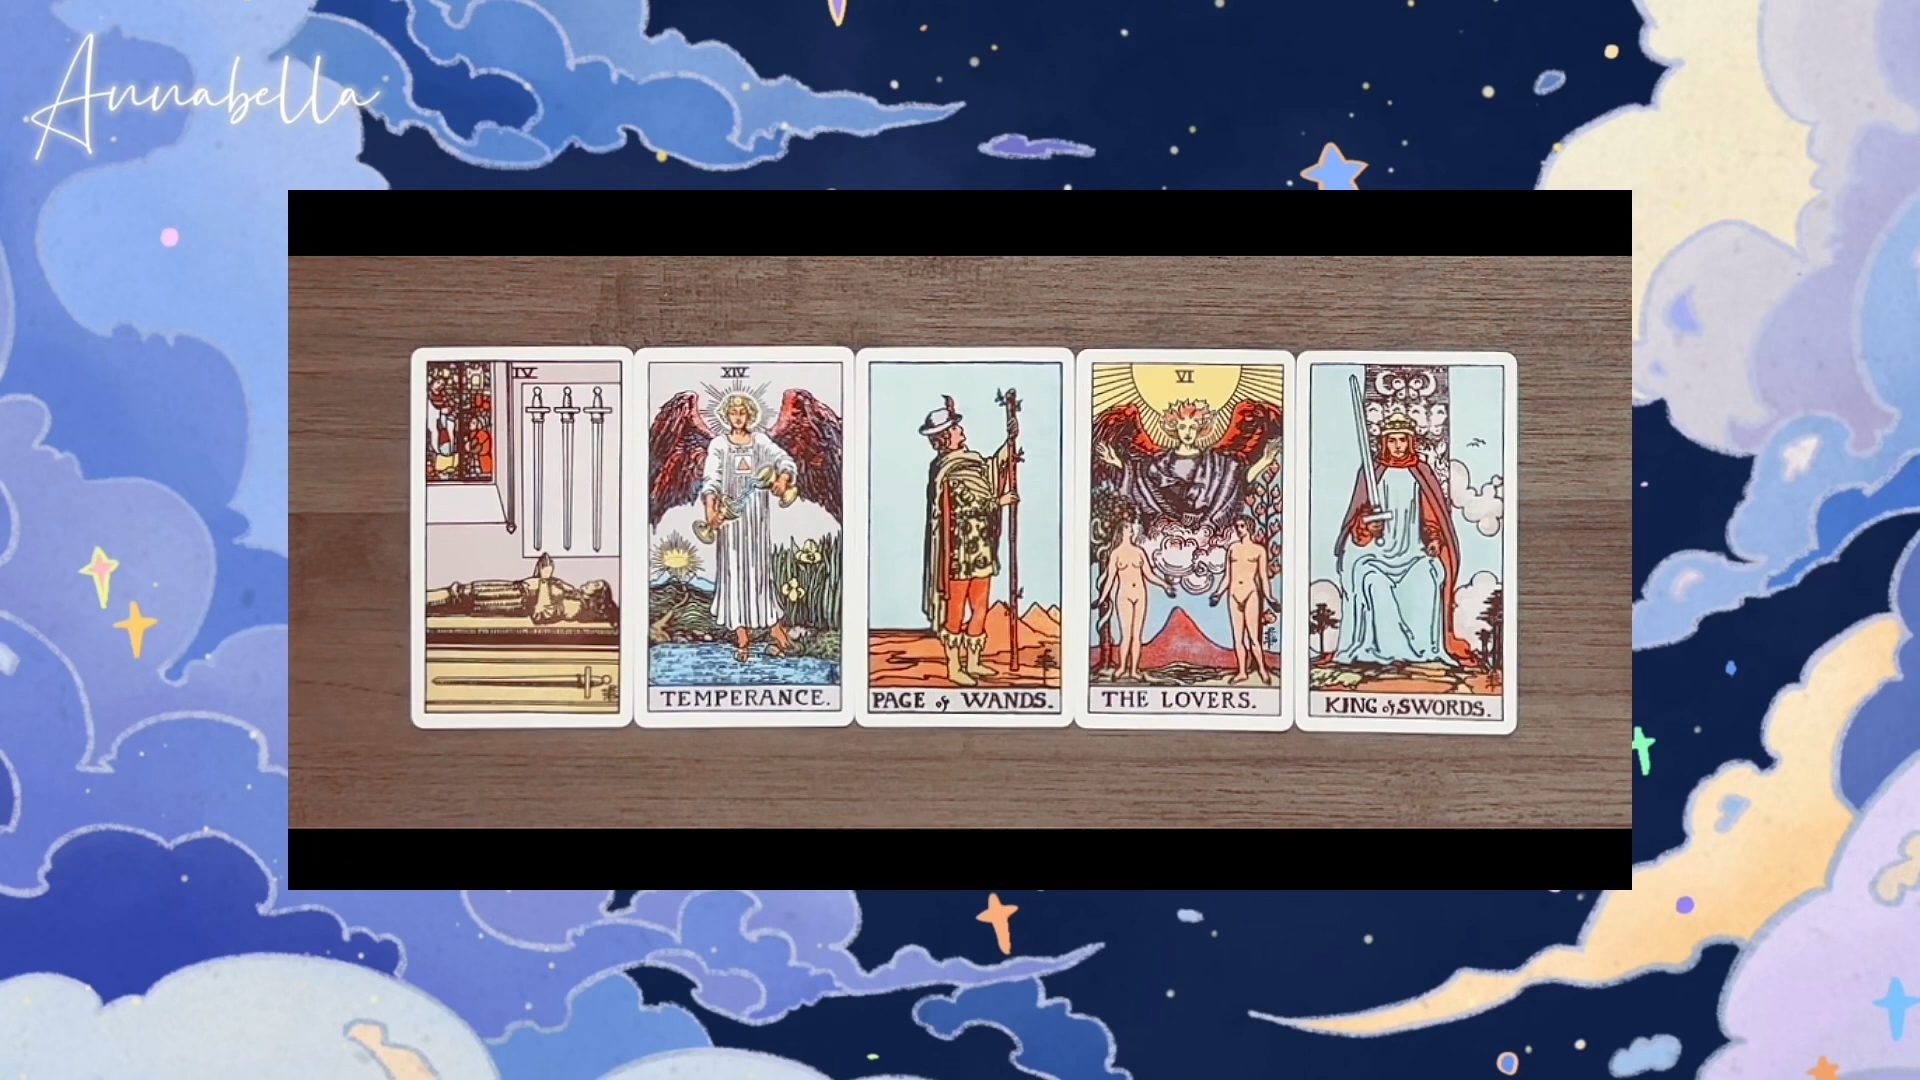 Annabella
IV
XIV
VI
TEMPERANCE.
PAGE of WANDS.
THE LOVERS.
KING of SWORDS.